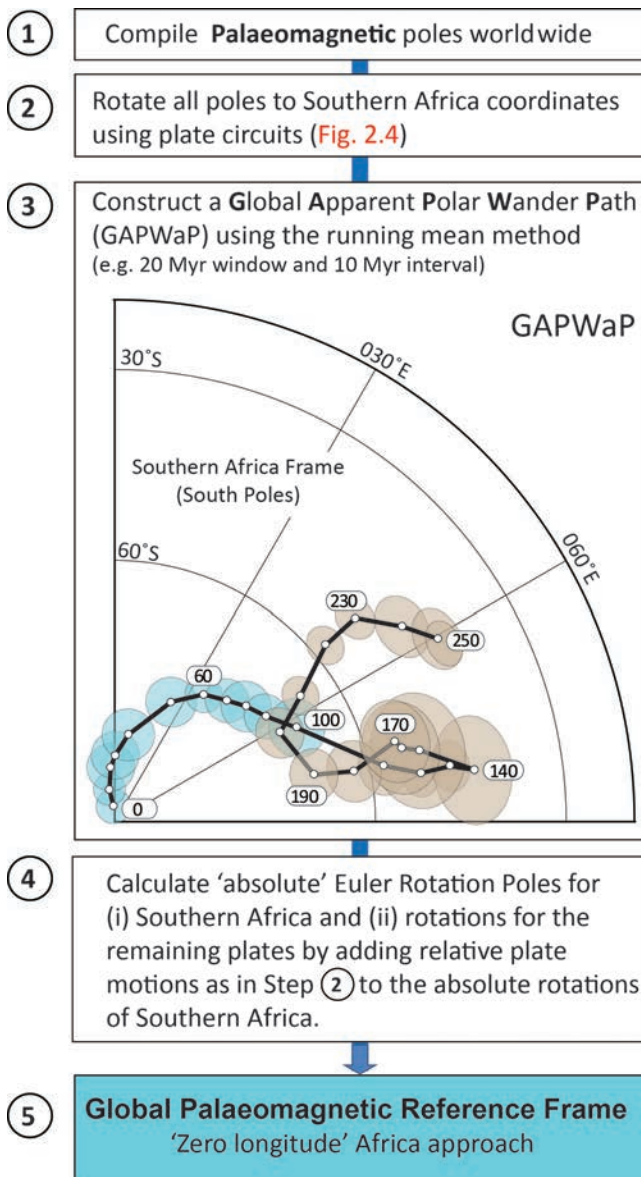 1
Compile Palaeomagnetic poles worldwide
2
Rotate all poles to Southern Africa coordinates
using plate circuits (Fig. 2.4)
3
Construct a Global Apparent Polar Wander Path
(GAPWaP) using the running mean method
(e.g. 20 Myr window and 10 Myr interval)
GAPWaP
030˚E
30˚S
Southern Africa Frame
(South Poles)
060˚E
60˚S
230
250
60
100
170
140
190
0
4
Calculate ‘absolute’ Euler Rotation Poles for
(i) Southern Africa and (ii) rotations for the
remaining plates by adding relative plate
motions as in Step 2 to the absolute rotations
of Southern Africa.
5
Global Palaeomagnetic Reference Frame
‘Zero longitude’ Africa approach